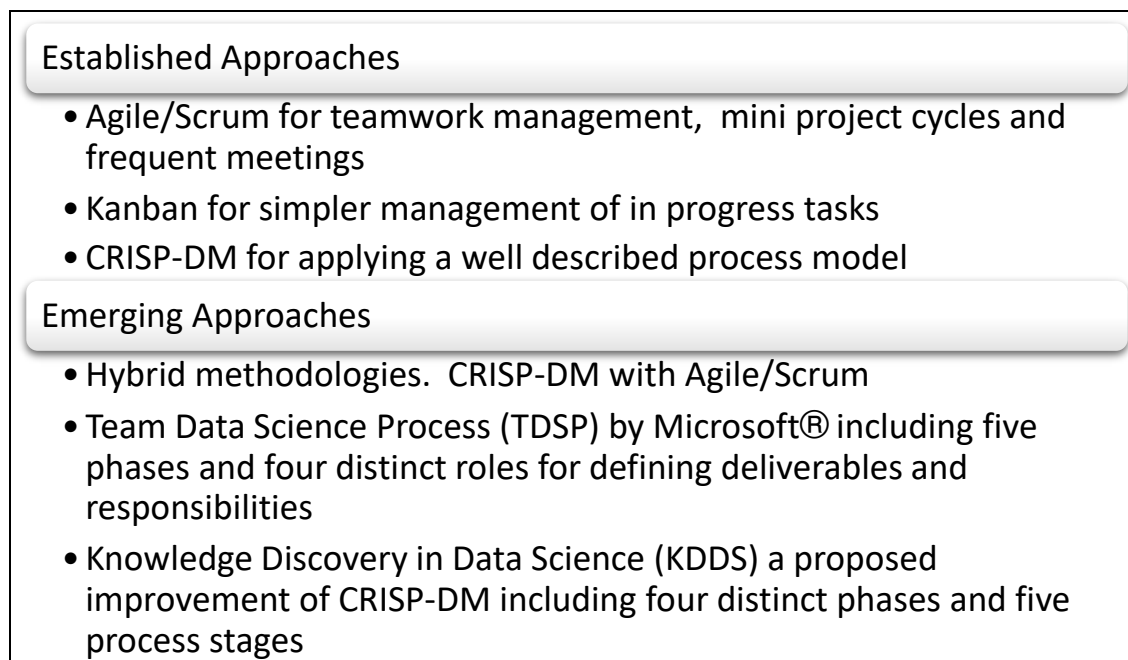 Established Approaches
• Agile/Scrum for teamwork management,  mini project cycles and
frequent meetings
• Kanban for simpler management of in progress tasks
• CRISP-DM for applying a well described process model
Emerging Approaches
• Hybrid methodologies.  CRISP-DM with Agile/Scrum
• Team Data Science Process (TDSP) by Microsoft® including five
phases and four distinct roles for defining deliverables and
responsibilities
• Knowledge Discovery in Data Science (KDDS) a proposed
improvement of CRISP-DM including four distinct phases and five
process stages